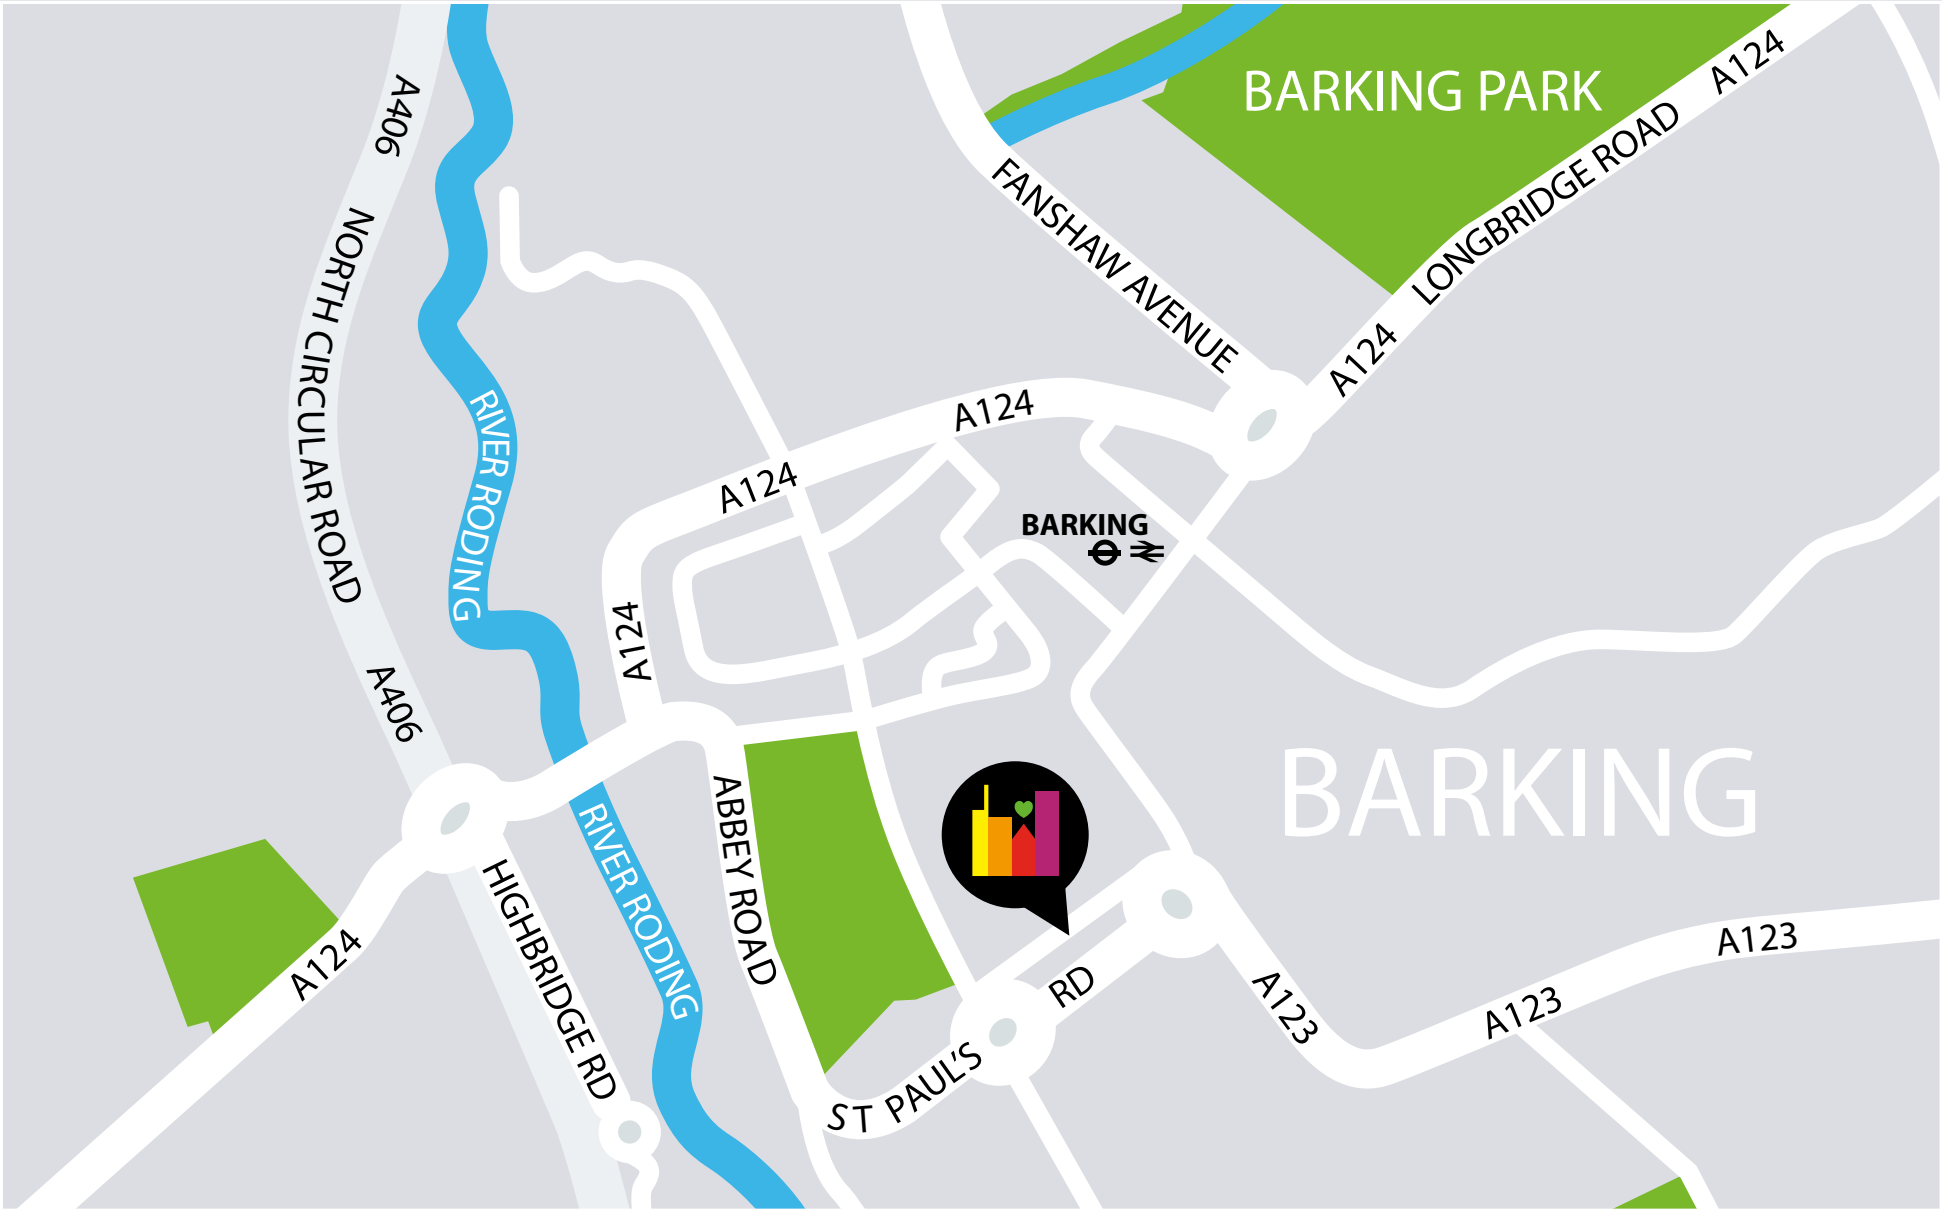 A406
BARKING PARK
A124
LONGBRIDGE ROAD
FANSHAW AVENUE
NORTH CIRCULAR ROAD
A124
A124
RIVER RODING
A124
BARKING
A124
A406
BARKING
ABBEY ROAD
RIVER RODING
HIGHBRIDGE RD
A124
A123
A123
A123
ST PAUL'S RD